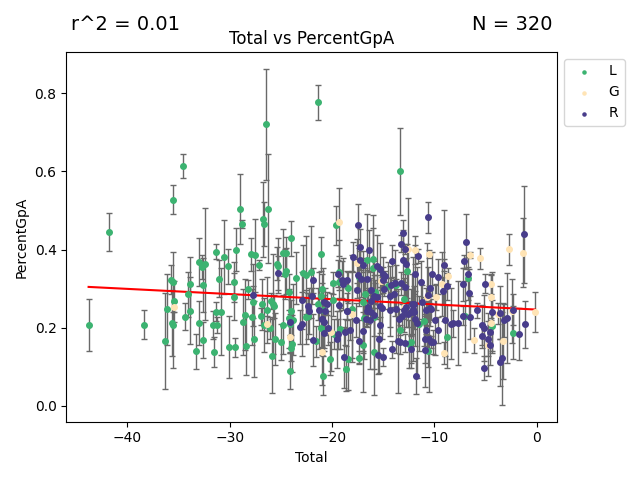 r^2 = 0.01 N = 320
Total vs PercentGpA
L
G
R
PercentGpA
0.8
0.6
0.4
0.2
0.0
−40 −30 −20 −10 0
Total